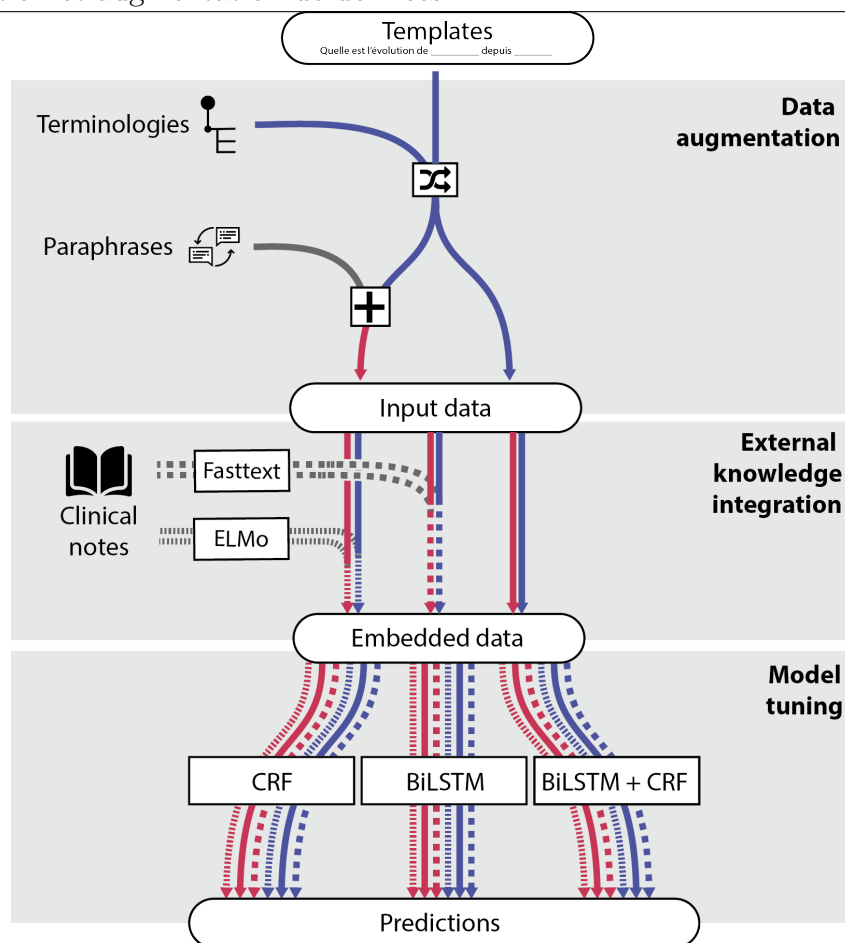 Templates
Quelle est l'évolution de __________ depuis ________
Data
augmentation
Terminologies
Paraphrases
Input data
External
knowledge
integration
Fasttext
Clinical
notes
ELMo
Embedded data
Model
tuning
CRF
BiLSTM
BiLSTM + CRF
Predictions